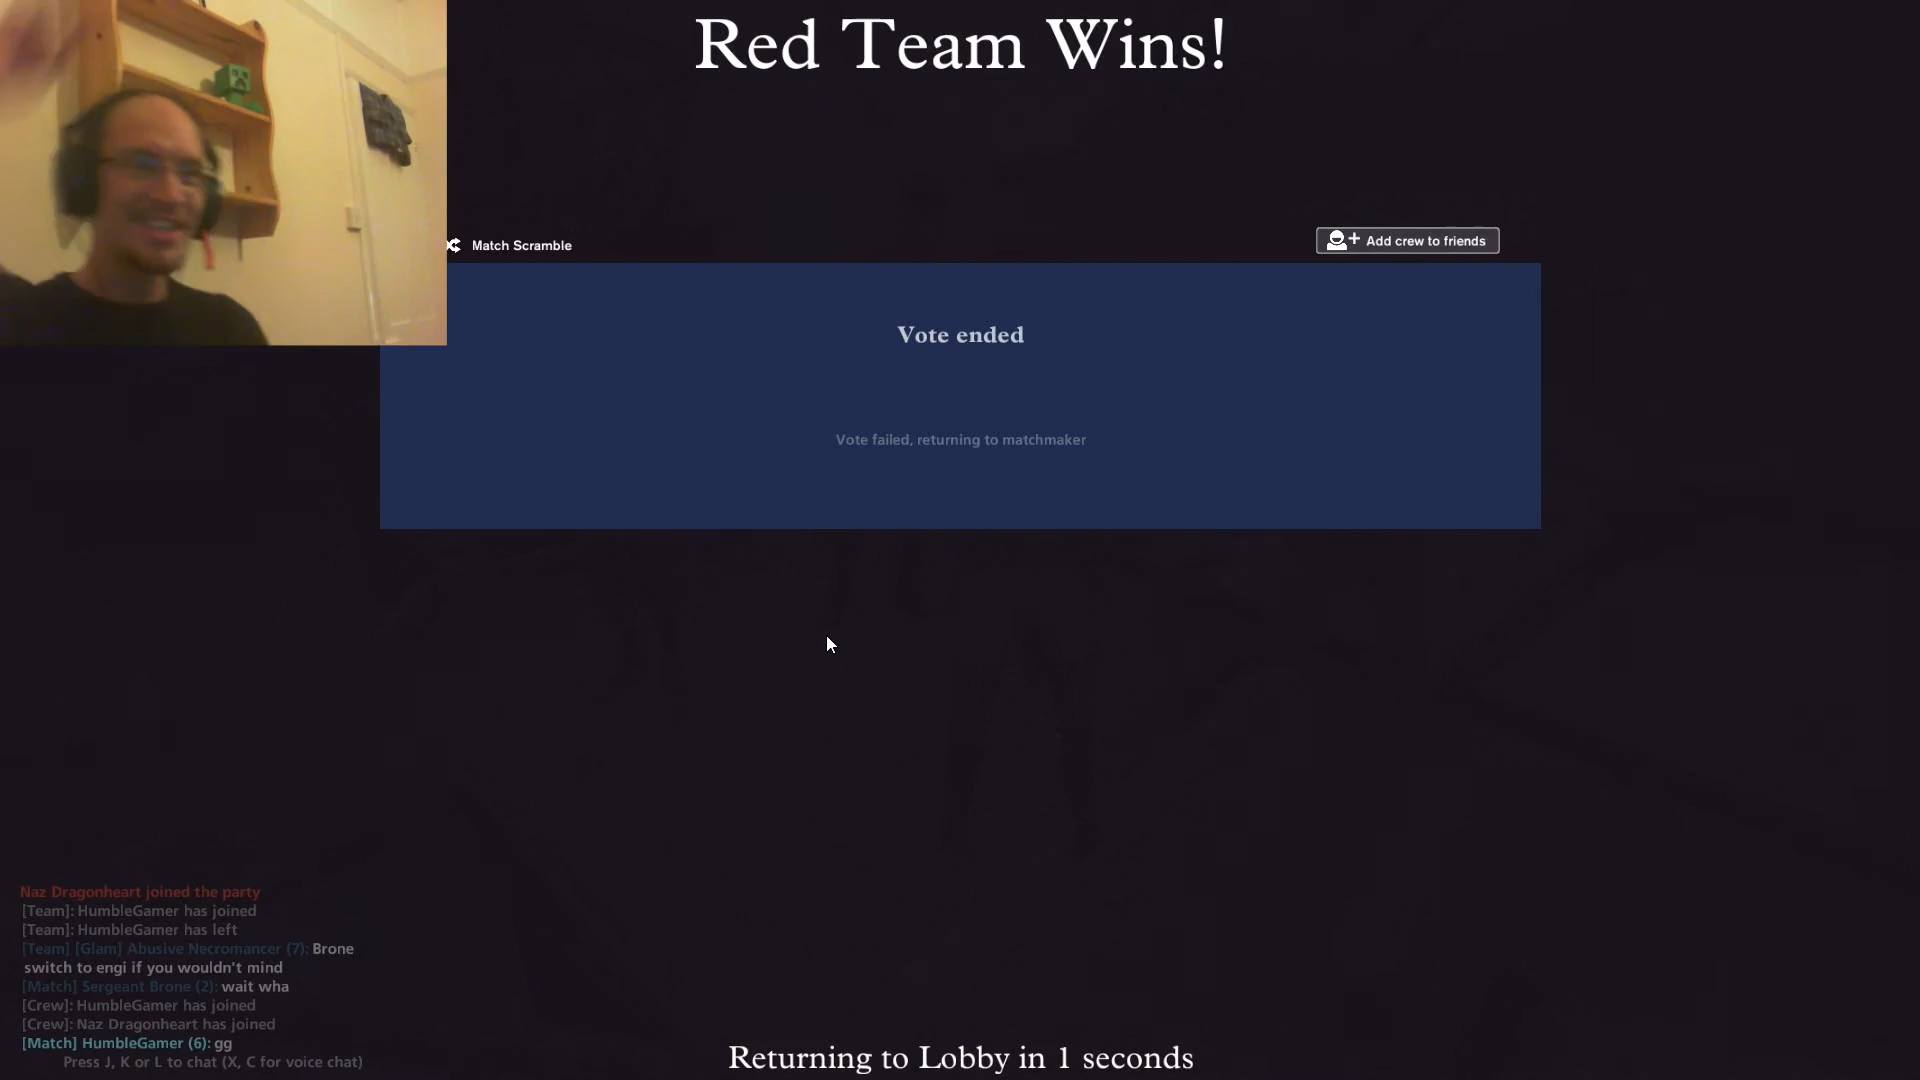 Red Team Wins!
Match Scramble
Add crew to friends
Vote ended
Vote failed, returning to matchmaker
Naz Dragonheart joined the party
[Team]: HumbleGamer has joined
[Team]: HumbleGamer has left
[Team] [Glam] Abusive Necromancer (7): Brone
switch to engi if you wouldn't mind
[Match] Sergeant Brone (2): wait wha
[Crew]: HumbleGamer has joined
[Crew]: Naz Dragonheart has joined
[Match] HumbleGamer (6): gg
Press J, K or L to chat (X, C for voice chat)
Returning to Lobby in 1 seconds